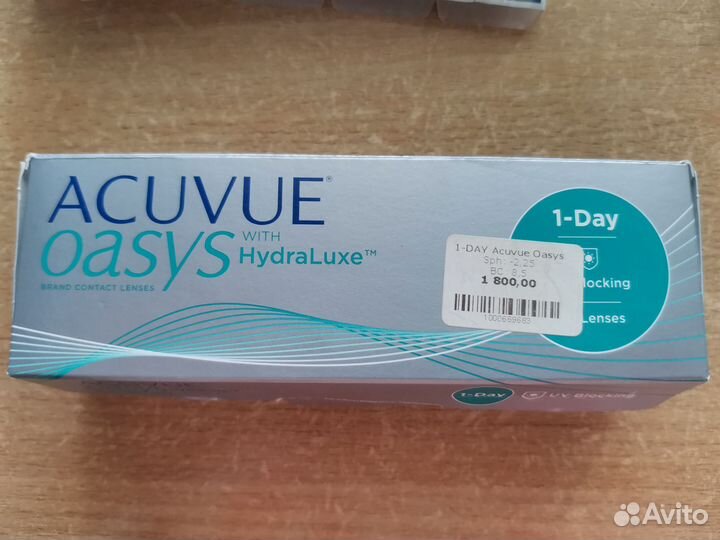 ACUVUE®
oasys WITH
HydraLuxe™
BRAND CONTACT LENSES
1-Day
locking
Lenses
1-DAY Acuvue Oasys
Sph: -2,25
BC: 8,5
1 800,00
1000659683
1-Day
UV Blocking
Avito